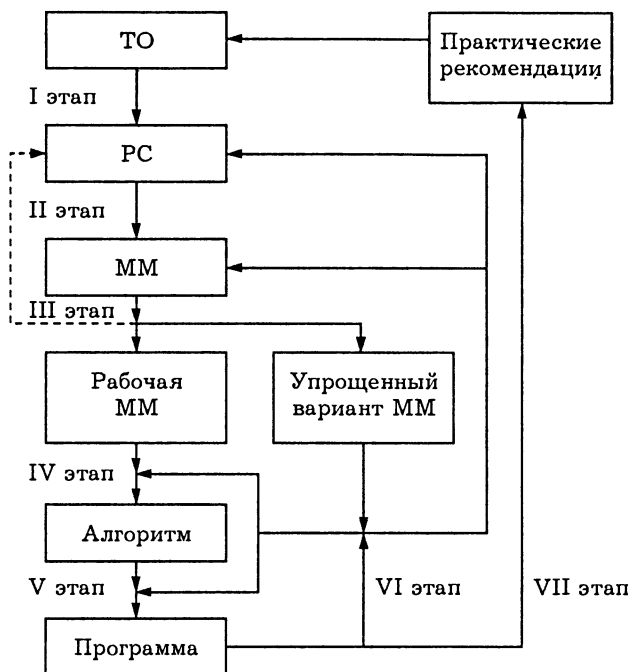 ТО
Практические
рекомендации
I этап
РС
II этап
ММ
III этап
Рабочая
ММ
Упрощенный
вариант ММ
IV этап
Алгоритм
V этап
VI этап
VII этап
Программа